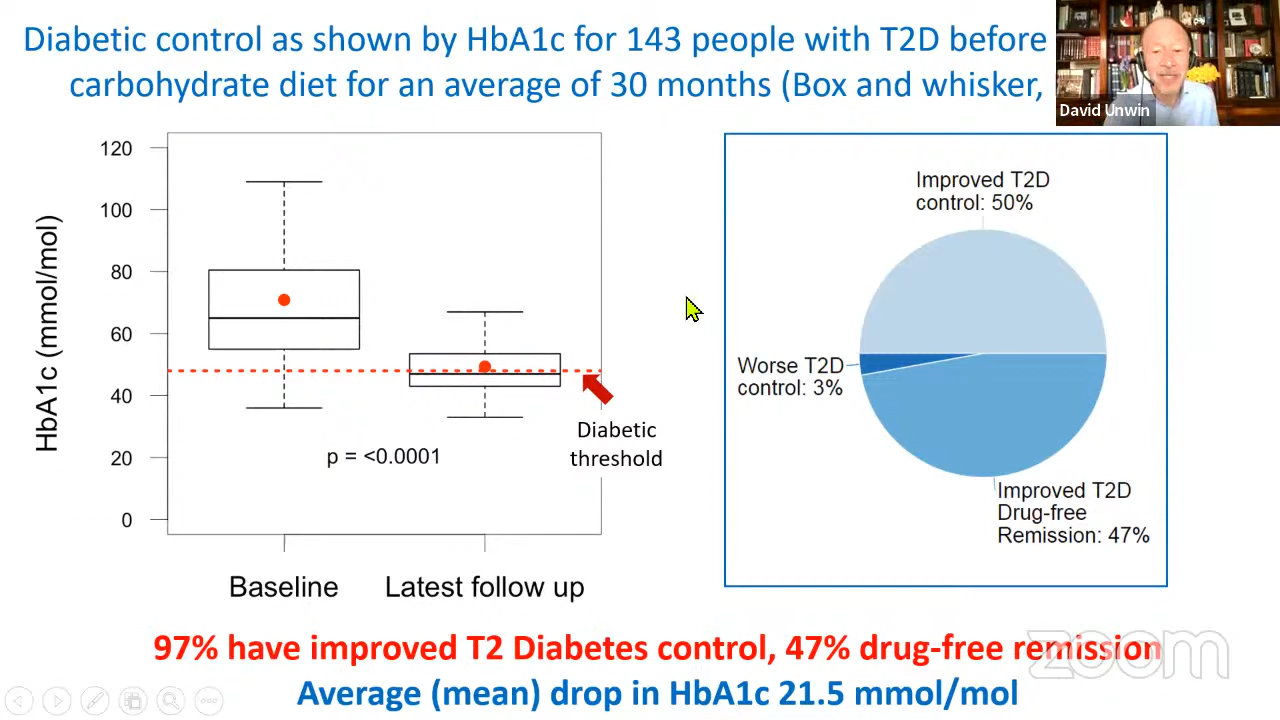 Diabetic control as shown by HbA1c for 143 people with T2D before
carbohydrate diet for an average of 30 months (Box and whisker,
David Unwin
HbA1c (mmol/mol)
120
100
80
60
40
20
0
p = <0.0001
Diabetic
threshold
Baseline
Latest follow up
Improved T2D
control: 50%
Worse T2D
control: 3%
Improved T2D
Drug-free
Remission: 47%
97% have improved T2 Diabetes control, 47% drug-free remission
zoom
Average (mean) drop in HbA1c 21.5 mmol/mol